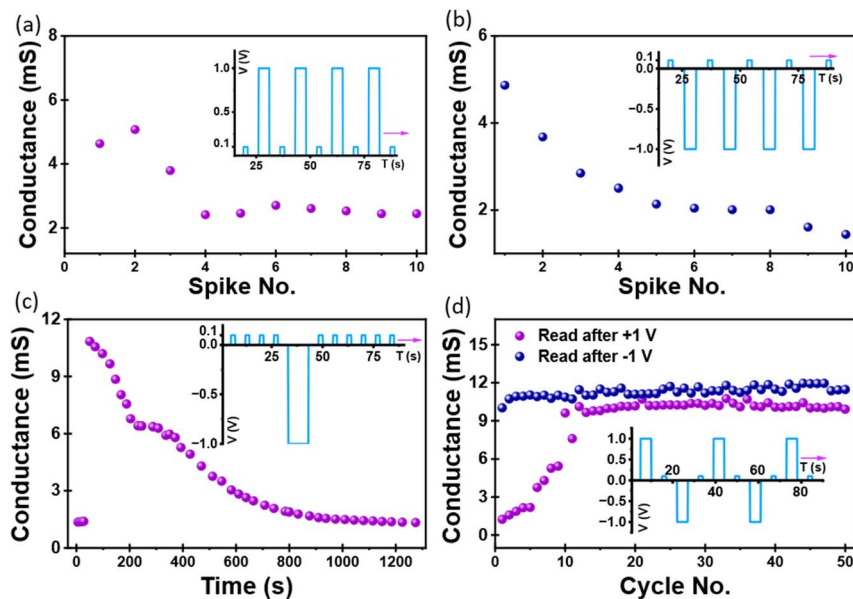 (a)
Conductance (mS)
8
6
4
2
0 2 4 6 8 10
Spike No.
V (V)
1.0
0.5
0.1
25 50 75 T (s)
(b)
Conductance (mS)
6
4
2
2 4 6 8 10
Spike No.
0.1
0.0
−0.5
−1.0
V (V)
25 50 75 T (s)
(c)
Conductance (mS)
12
9
6
3
0
0 200 400 600 800 1000 1200
Time (s)
0.1
0.0
−0.5
−1.0
V (V)
25 50 75 T (s)
(d)
Conductance (mS)
15
12
9
6
3
0
0 10 20 30 40 50
Cycle No.
Read after +1 V
Read after -1 V
1.0
0.5
0.0
−0.5
−1.0
V (V)
20 40 60 80
T (s)